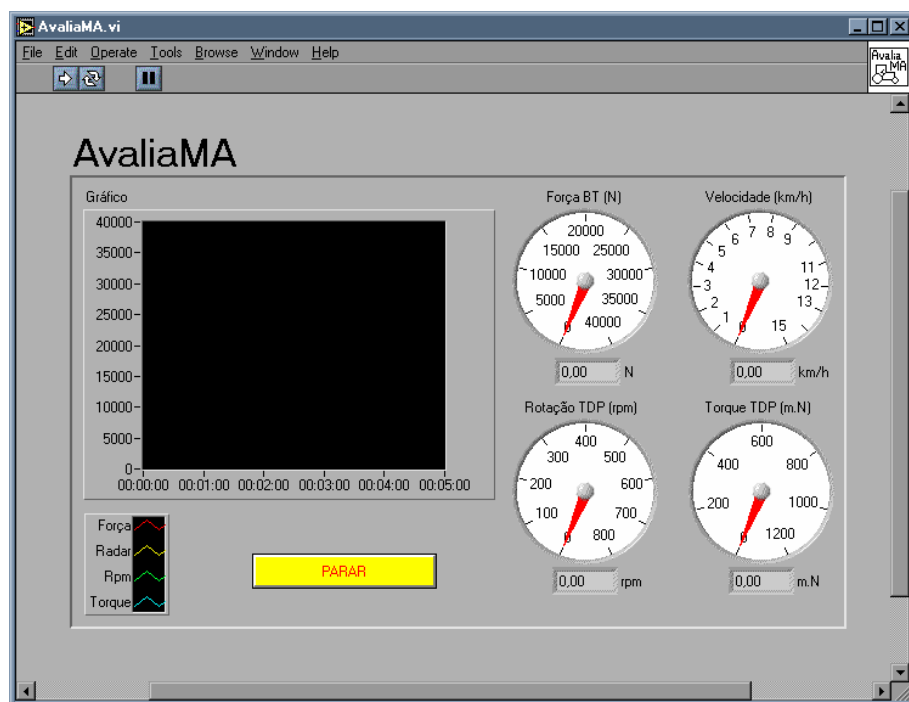 AvaliaMA.vi
File Edit Operate Tools Browse Window Help
Avalia
MA
AvaliaMA
Gráfico
40000
35000
30000
25000
20000
15000
10000
5000
0
00:00:00 00:01:00 00:02:00 00:03:00 00:04:00 00:05:00
Força
Radar
Rpm
Torque
PARAR
Força BT (N)
0 5000 10000 15000 20000 25000 30000 35000 40000
0,00 N
Velocidade (km/h)
0 1 2 3 4 5 6 7 8 9 11 12 13 15
0,00 km/h
Rotação TDP (rpm)
0 100 200 300 400 500 600 700 800
0,00 rpm
Torque TDP (m.N)
0 200 400 600 800 1000 1200
0,00 m.N